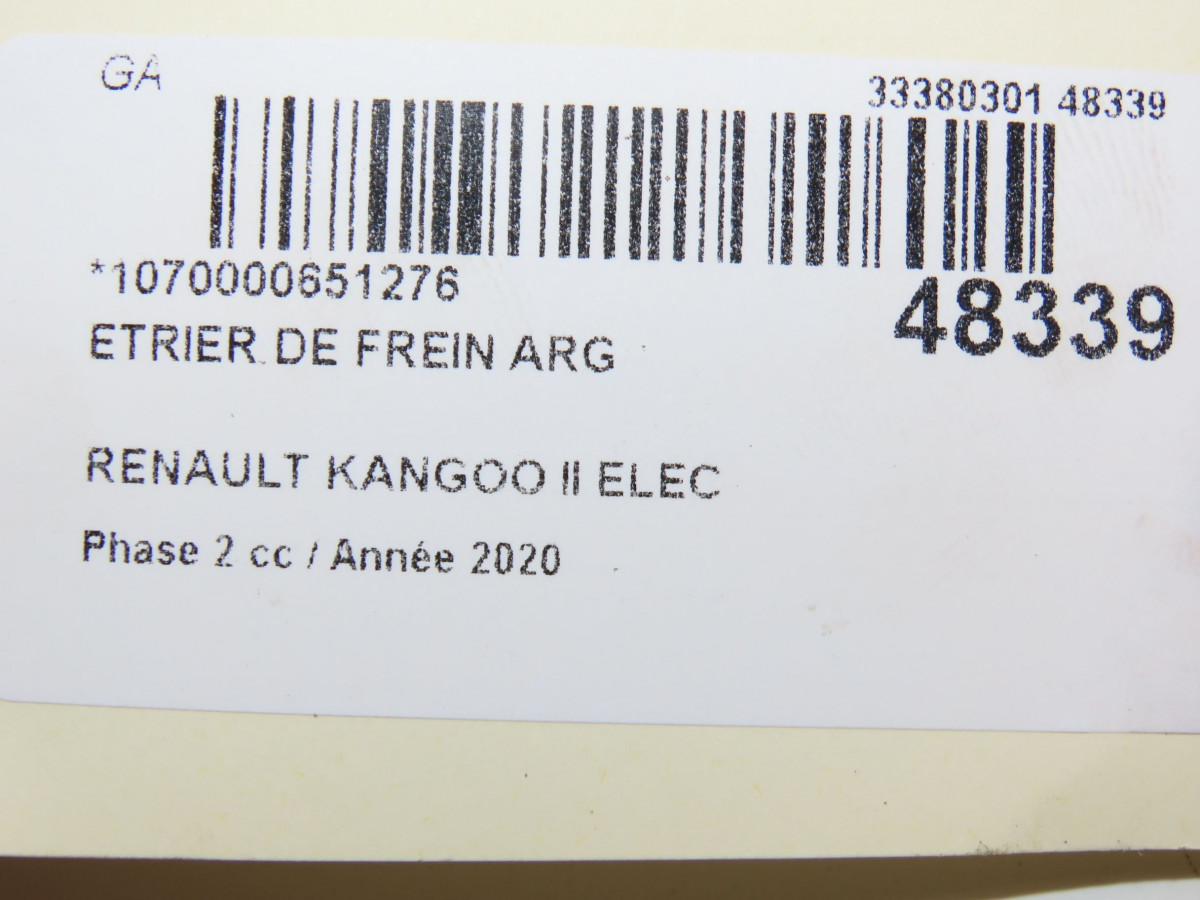 GA
33380301 48339
*1070000651276
48339
ETRIER DE FREIN ARG
RENAULT KANGOO II ELEC
Phase 2 cc / Année 2020